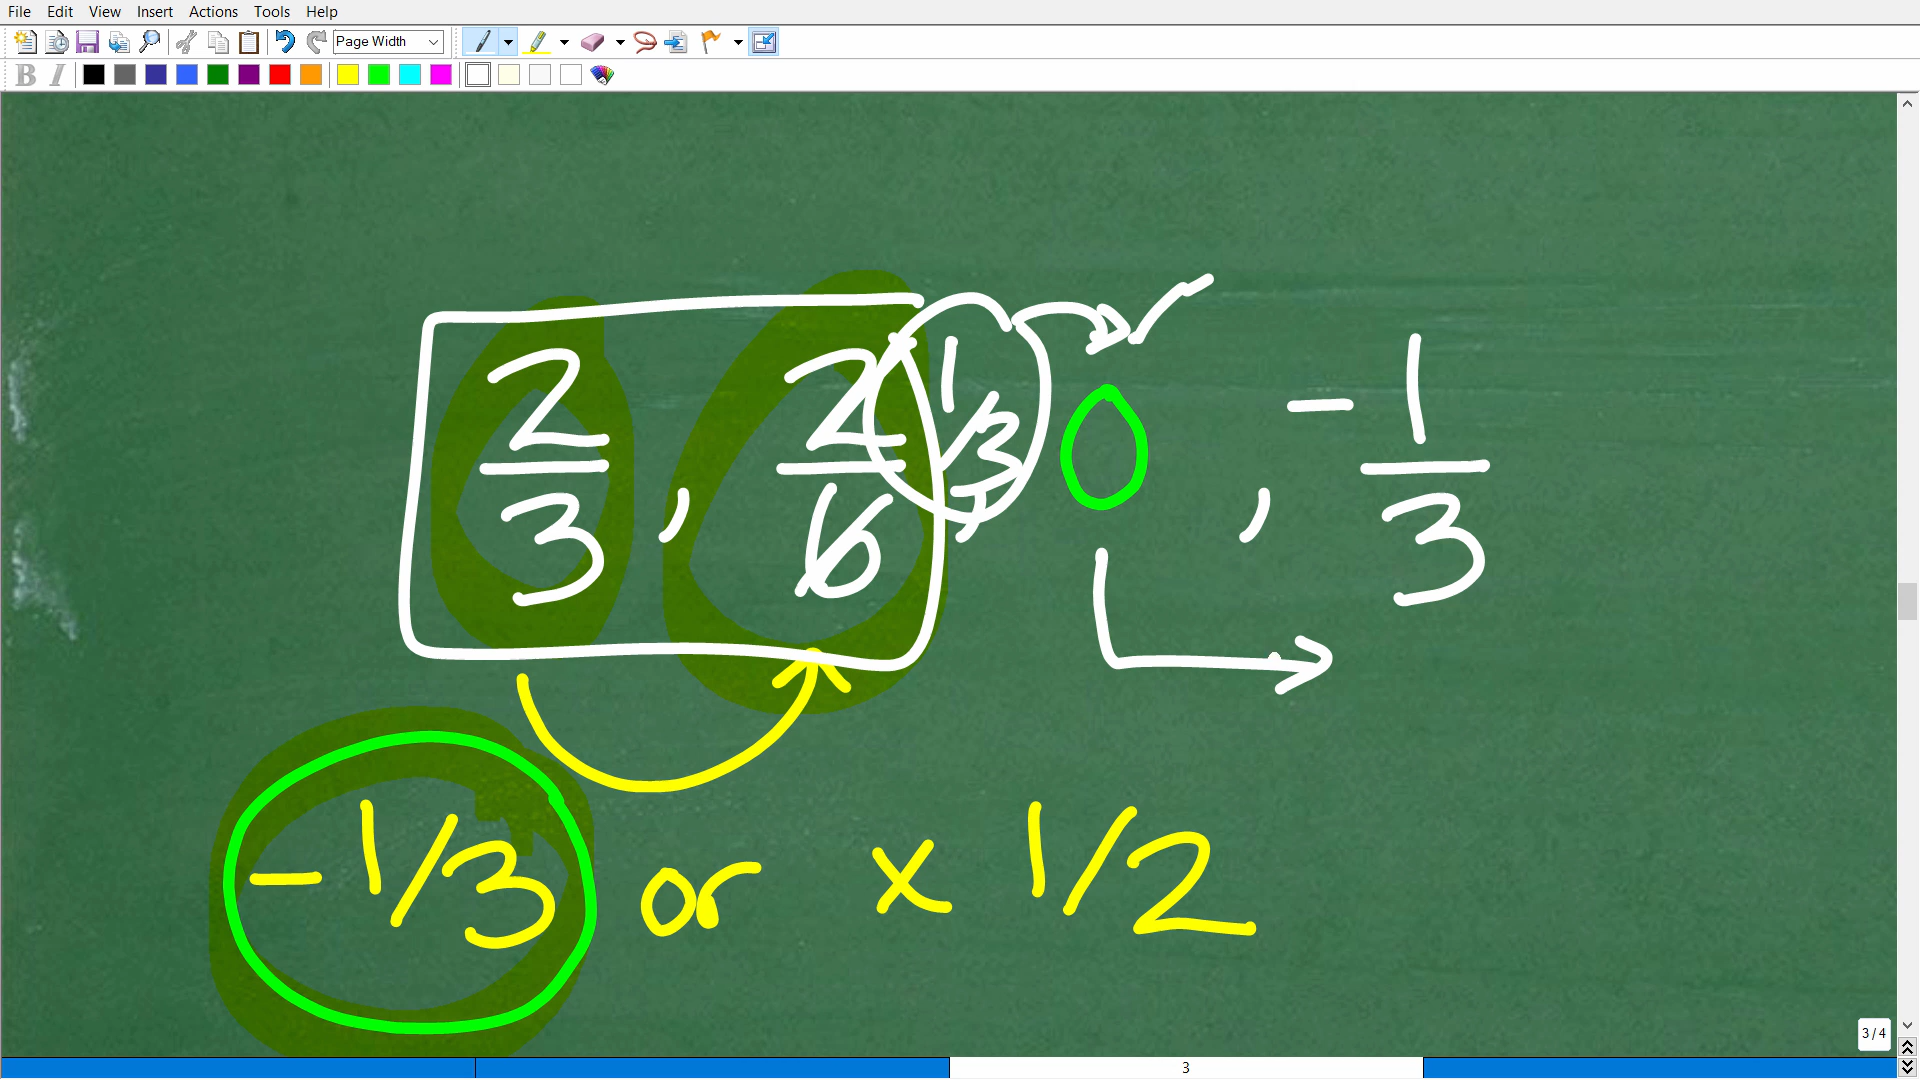 File Edit View Insert Actions Tools Help
Page Width
B I
2/3 , 2/6 1/3 , 0 , - 1/3
-1/3 or x 1/2
3/4
3